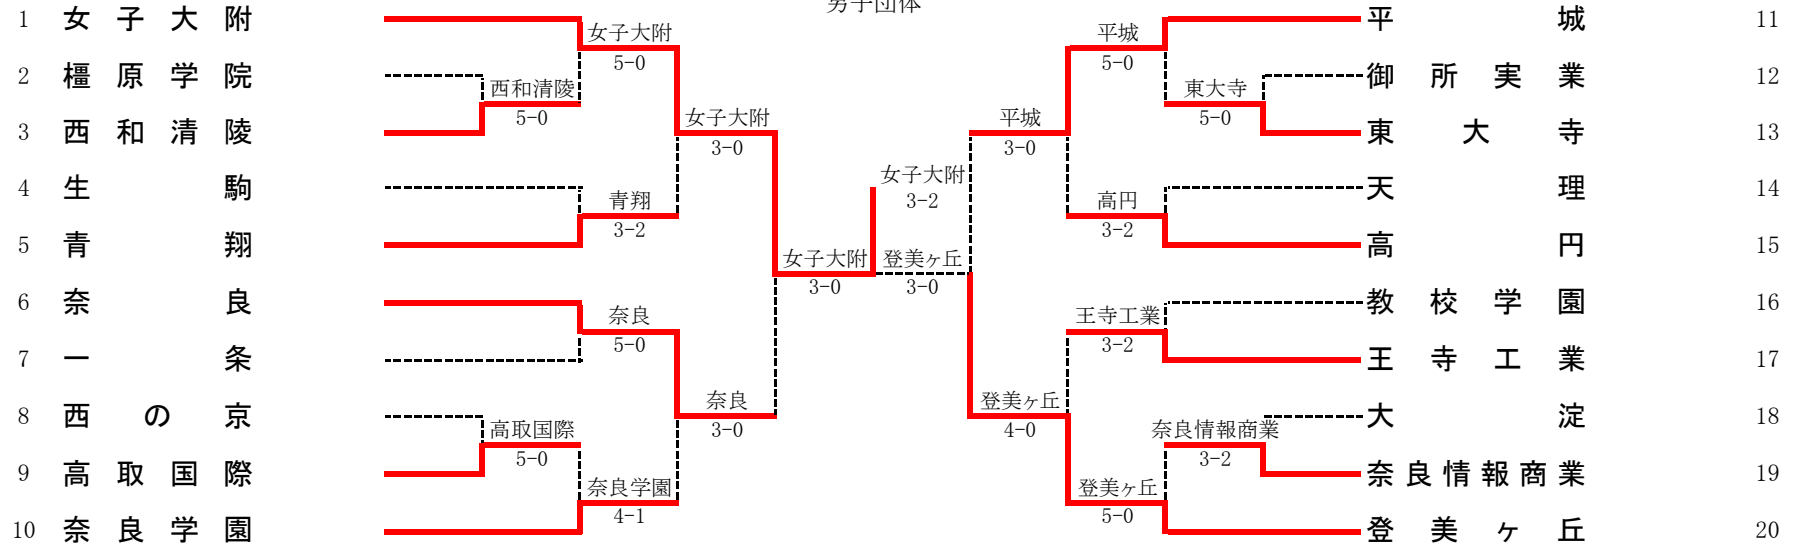 男子団体
1 女子大附 平城 11
女子大附 平城
5-0 5-0
2 橿原学院 御所実業 12
西和清陵 東大寺
5-0 5-0
3 西和清陵 東大寺 13
女子大附 平城
3-0 3-0
4 生駒 天理 14
女子大附
3-2
青翔 高円
3-2 3-2
5 青翔 高円 15
女子大附 登美ヶ丘
3-0 3-0
6 奈良 教校学園 16
奈良 王寺工業
5-0 3-2
7 一条 王寺工業 17
奈良 登美ヶ丘
3-0 4-0
8 西の京 大淀 18
高取国際 奈良情報商業
5-0 3-2
9 高取国際 奈良情報商業 19
奈良学園 登美ヶ丘
4-1 5-0
10 奈良学園 登美ヶ丘 20